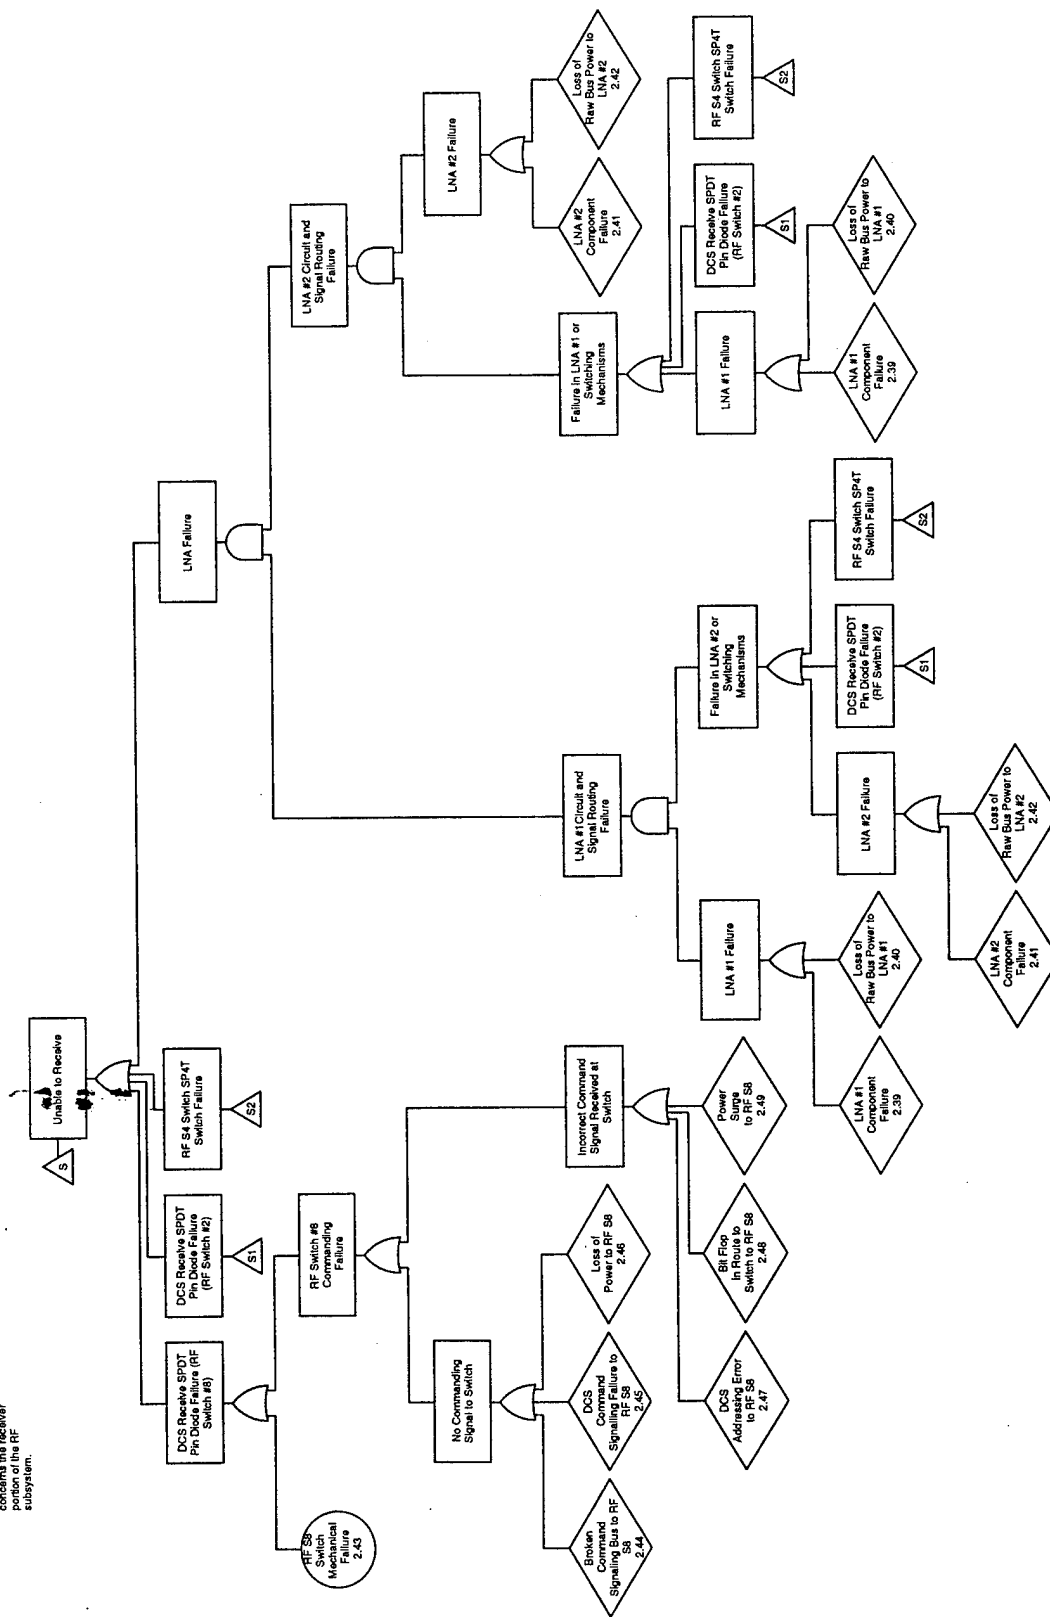 concerns the receiver
portion of the RF
subsystem.
S
Unable to Receive
DCS Receive SPDT
Pin Diode Failure (RF
Switch #8)
DCS Receive SPDT
Pin Diode Failure
(RF Switch #2)
S1
RF S4 Switch SP4T
Switch Failure
S2
LNA Failure
RF S8
Switch
Mechanical
Failure
2.43
RF Switch #8
Commanding
Failure
No Commanding
Signal to Switch
Broken
Command
Signaling Bus to RF
S8
2.44
DCS
Command
Signalling Failure to
RF S8
2.45
Loss of
Power to RF S8
2.46
Incorrect Command
Signal Received at
Switch
DCS
Addressing Error
to RF S8
2.47
Bit Flop
In Route to
Switch to RF S8
2.48
Power
Surge
to RF S8
2.49
LNA #1Circuit and
Signal Routing
Failure
LNA #1 Failure
LNA #1
Component
Failure
2.39
Loss of
Raw Bus Power to
LNA #1
2.40
Failure in LNA #2 or
Switching
Mechanisms
LNA #2 Failure
LNA #2
Component
Failure
2.41
Loss of
Raw Bus Power to
LNA #2
2.42
DCS Receive SPDT
Pin Diode Failure
(RF Switch #2)
S1
RF S4 Switch SP4T
Switch Failure
S2
LNA #2 Circuit and
Signal Routing
Failure
Failure in LNA #1 or
Switching
Mechanisms
LNA #1 Failure
LNA #1
Component
Failure
2.39
Loss of
Raw Bus Power to
LNA #1
2.40
DCS Receive SPDT
Pin Diode Failure
(RF Switch #2)
S1
RF S4 Switch SP4T
Switch Failure
S2
LNA #2 Failure
LNA #2
Component
Failure
2.41
Loss of
Raw Bus Power to
LNA #2
2.42